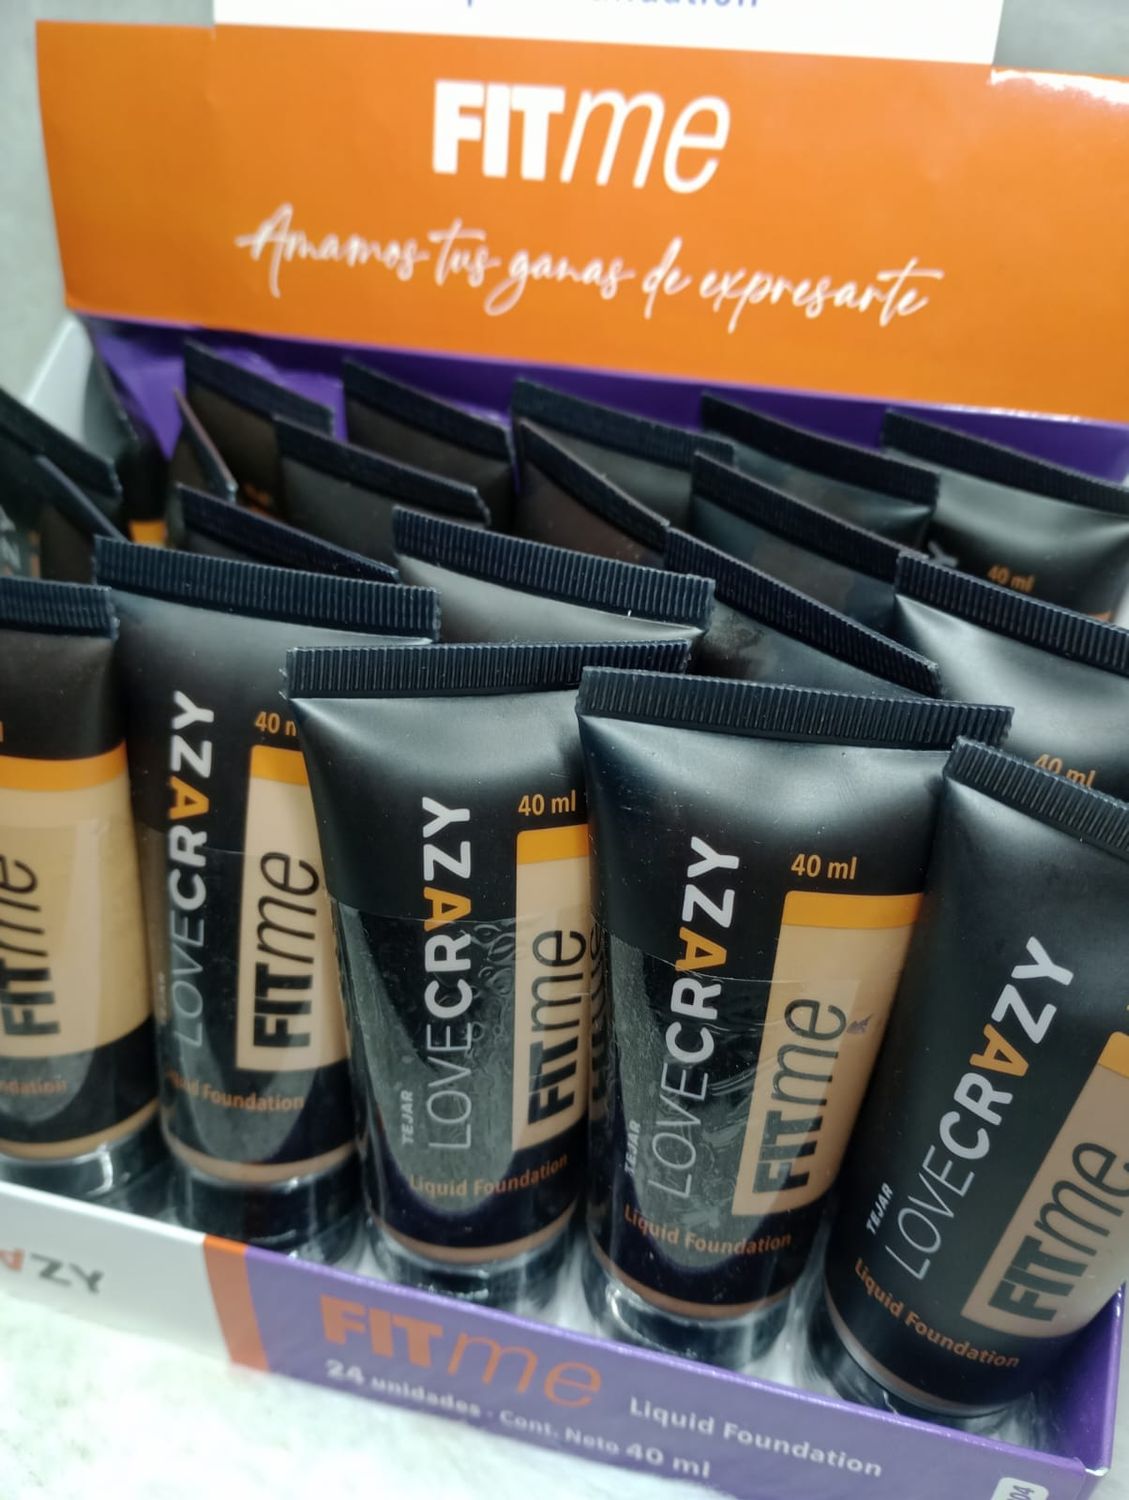 FITme
Amamos tus ganas de expresarte
40 ml
40 ml
FITme
LOVECRAZY
FITme
Liquid Foundation
40 ml
TEJAR
LOVECRAZY
FITme
Liquid Foundation
40 ml
TEJAR
LOVECRAZY
FITme
Liquid Foundation
TEJAR
LOVECRAZY
FITme
Liquid Foundation
FITme
24 unidades - Cont. Neto 40 ml
Liquid Foundation
04